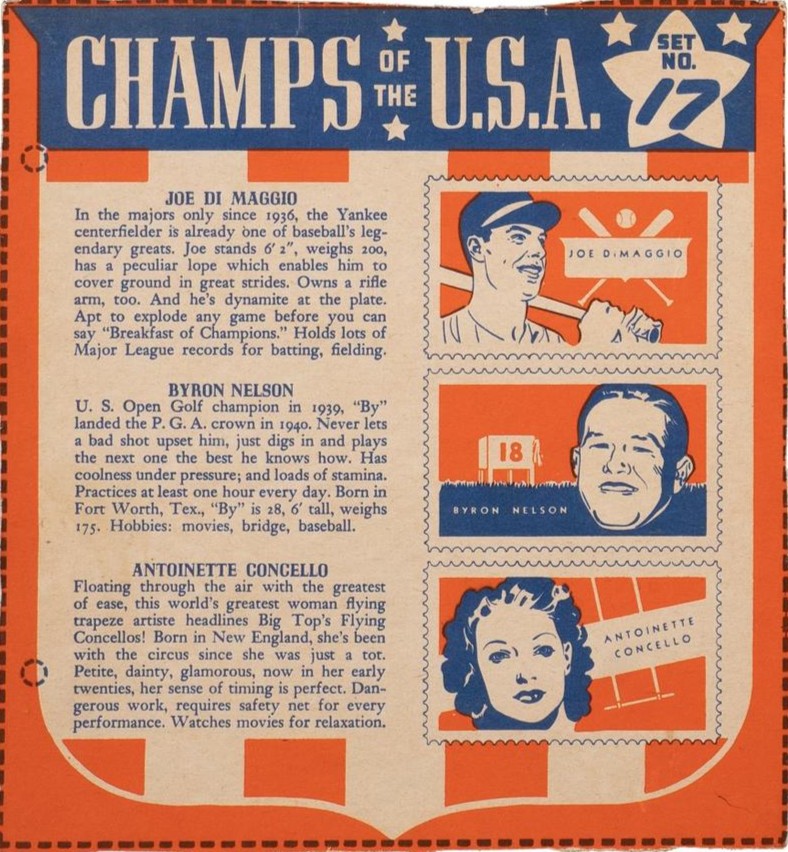 CHAMPS OF THE U.S.A.
SET NO. 17
JOE DI MAGGIO
In the majors only since 1936, the Yankee
centerfielder is already one of baseball's leg-
endary greats. Joe stands 6' 2", weighs 200,
has a peculiar lope which enables him to
cover ground in great strides. Owns a rifle
arm, too. And he's dynamite at the plate.
Apt to explode any game before you can
say "Breakfast of Champions." Holds lots of
Major League records for batting, fielding.
JOE DiMAGGIO
BYRON NELSON
U. S. Open Golf champion in 1939, "By"
landed the P. G. A. crown in 1940. Never lets
a bad shot upset him, just digs in and plays
the next one the best he knows how. Has
coolness under pressure; and loads of stamina.
Practices at least one hour every day. Born in
Fort Worth, Tex., "By" is 28, 6' tall, weighs
175. Hobbies: movies, bridge, baseball.
18
BYRON NELSON
ANTOINETTE CONCELLO
Floating through the air with the greatest
of ease, this world's greatest woman flying
trapeze artiste headlines Big Top's Flying
Concellos! Born in New England, she's been
with the circus since she was just a tot.
Petite, dainty, glamorous, now in her early
twenties, her sense of timing is perfect. Dan-
gerous work, requires safety net for every
performance. Watches movies for relaxation.
ANTOINETTE
CONCELLO